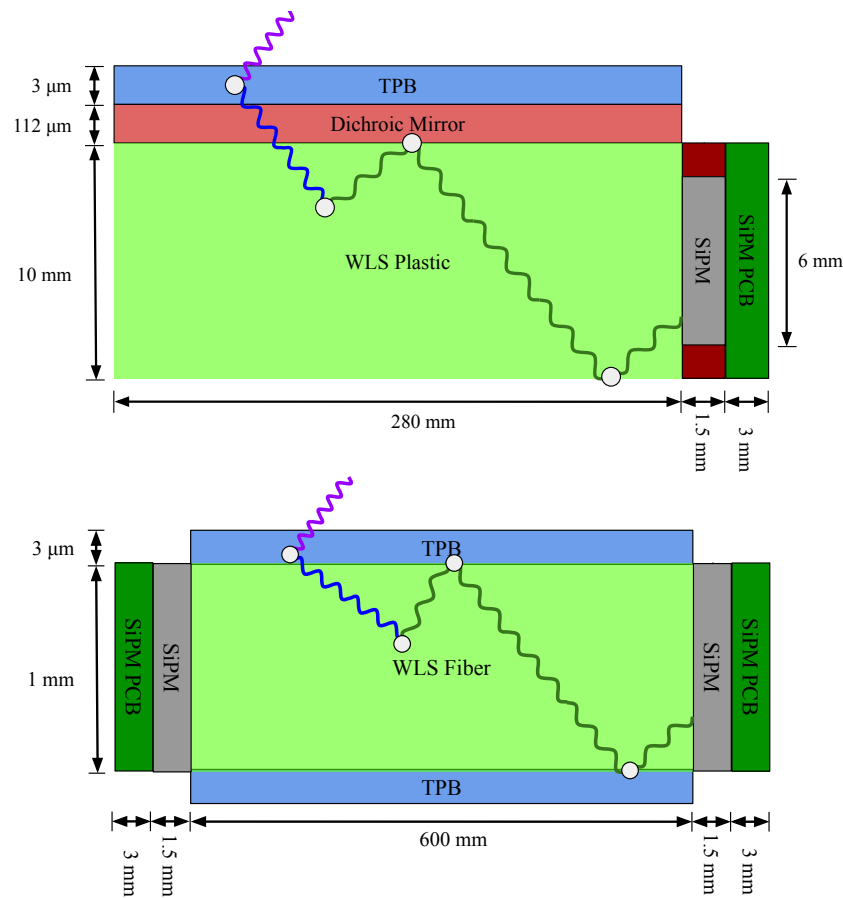 3 μm
TPB
112 μm
Dichroic Mirror
10 mm
WLS Plastic
SiPM
SiPM PCB
6 mm
280 mm
1.5 mm
3 mm
3 μm
TPB
SiPM PCB
SiPM
1 mm
WLS Fiber
SiPM
SiPM PCB
TPB
3 mm
1.5 mm
600 mm
1.5 mm
3 mm